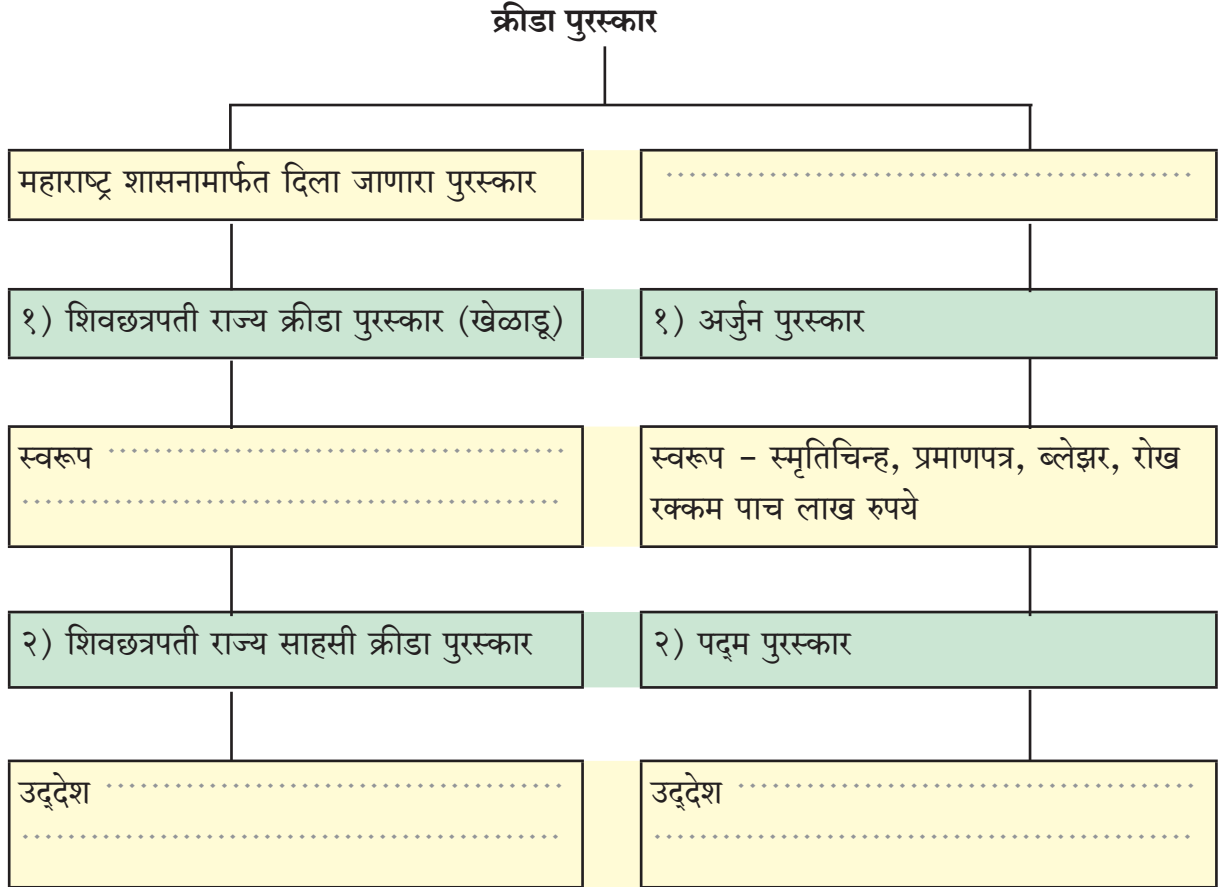 क्रीडा पुरस्कार
महाराष्ट्र शासनामार्फत दिला जाणारा पुरस्कार
१) शिवछत्रपती राज्य क्रीडा पुरस्कार (खेळाडू)
१) अर्जुन पुरस्कार
स्वरूप
स्वरूप – स्मृतिचिन्ह, प्रमाणपत्र, ब्लेझर, रोख
रक्कम पाच लाख रुपये
२) शिवछत्रपती राज्य साहसी क्रीडा पुरस्कार
२) पद्म पुरस्कार
उद्देश
उद्देश